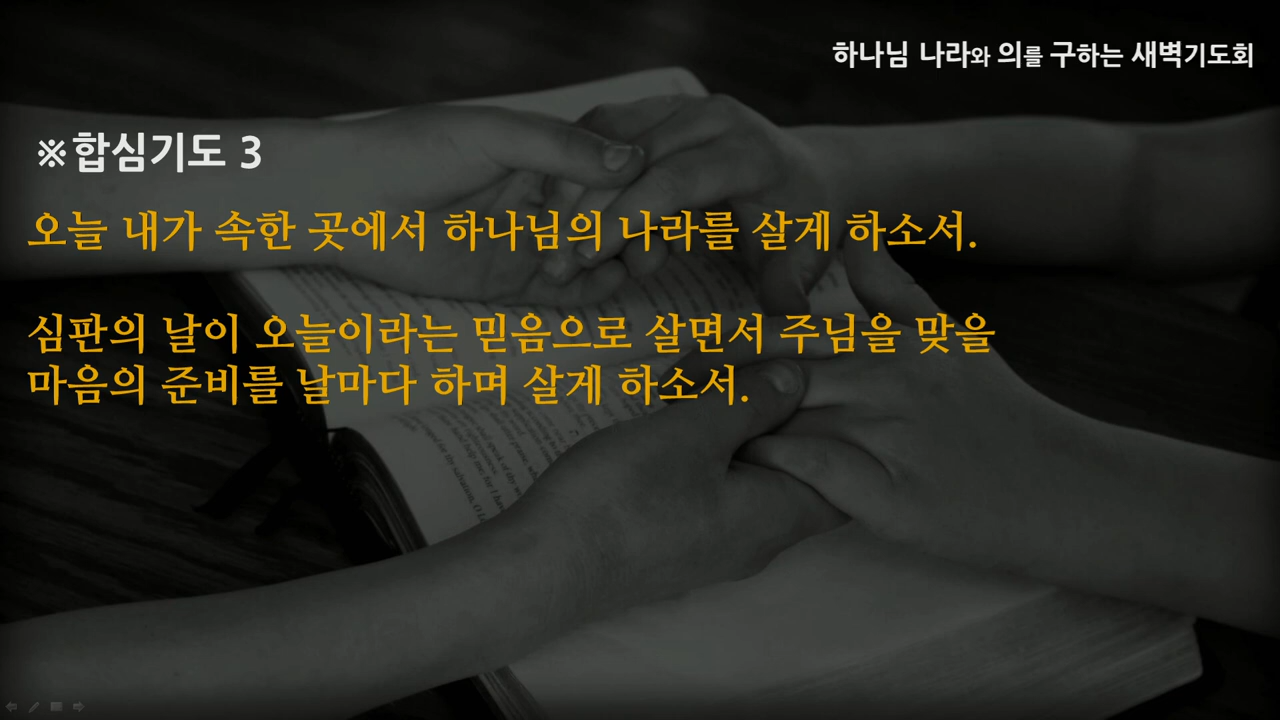 하나님 나라와 의를 구하는 새벽기도회
※합심기도 3
오늘 내가 속한 곳에서 하나님의 나라를 살게 하소서.
심판의 날이 오늘이라는 믿음으로 살면서 주님을 맞을
마음의 준비를 날마다 하며 살게 하소서.